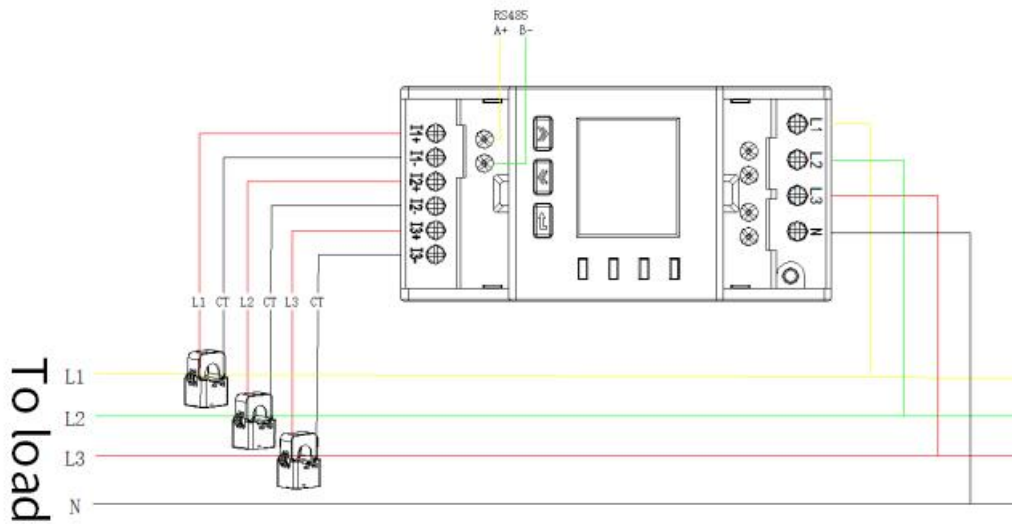 RS485
A+ B-
I1+
I1-
I2+
I2-
I3+
I3-
L1
L2
L3
N
L1 CT L2 CT L3 CT
To load
L1
L2
L3
N